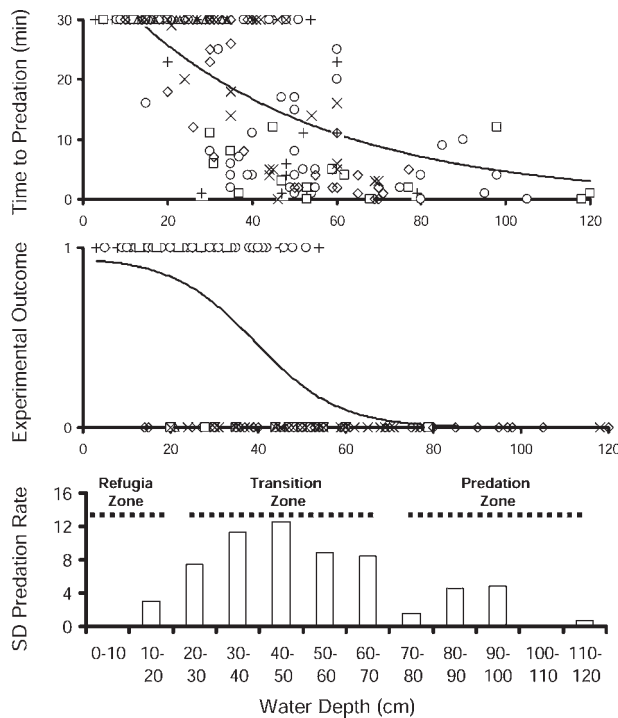 Time to Predation (min)
30
20
10
0
0 20 40 60 80 100 120
Experimental Outcome
1
0
0 20 40 60 80 100 120
SD Predation Rate
16
12
8
4
0
Refugia Zone
Transition Zone
Predation Zone
0-10 10-20 20-30 30-40 40-50 50-60 60-70 70-80 80-90 90-100 100-110 110-120
Water Depth (cm)